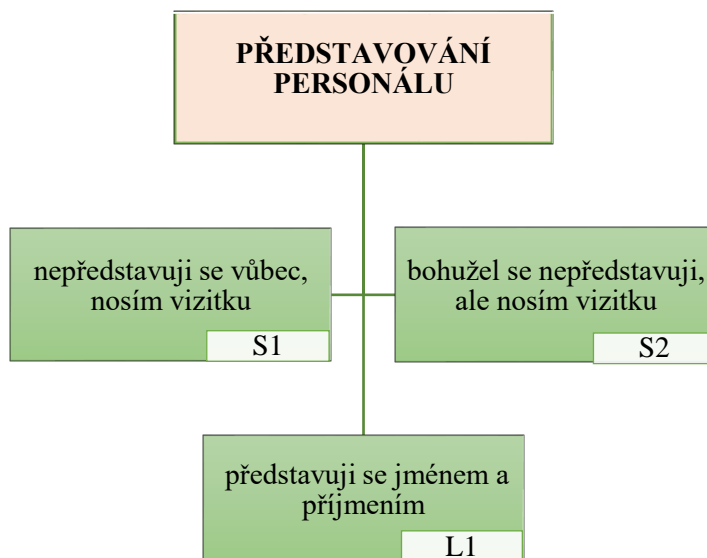 PŘEDSTAVOVÁNÍ
PERSONÁLU
nepředstavuji se vůbec,
nosím vizitku
S1
bohužel se nepředstavuji,
ale nosím vizitku
S2
představuji se jménem a
příjmením
L1